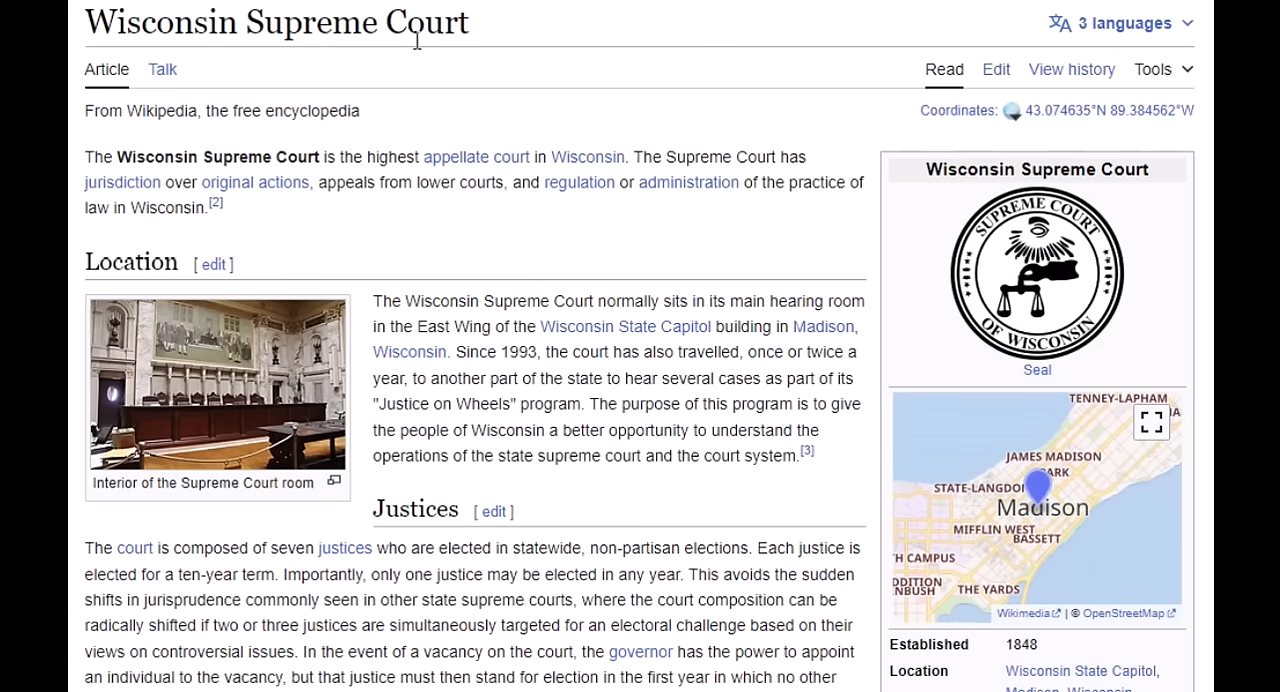 Wisconsin Supreme Court
3 languages
Article Talk
Read Edit View history Tools
From Wikipedia, the free encyclopedia
Coordinates: 43.074635°N 89.384562°W
The Wisconsin Supreme Court is the highest appellate court in Wisconsin. The Supreme Court has
jurisdiction over original actions, appeals from lower courts, and regulation or administration of the practice of
law in Wisconsin.[2]
Location [ edit ]
The Wisconsin Supreme Court normally sits in its main hearing room
in the East Wing of the Wisconsin State Capitol building in Madison,
Wisconsin. Since 1993, the court has also travelled, once or twice a
year, to another part of the state to hear several cases as part of its
"Justice on Wheels" program. The purpose of this program is to give
the people of Wisconsin a better opportunity to understand the
operations of the state supreme court and the court system.[3]
Interior of the Supreme Court room
Justices [ edit ]
The court is composed of seven justices who are elected in statewide, non-partisan elections. Each justice is
elected for a ten-year term. Importantly, only one justice may be elected in any year. This avoids the sudden
shifts in jurisprudence commonly seen in other state supreme courts, where the court composition can be
radically shifted if two or three justices are simultaneously targeted for an electoral challenge based on their
views on controversial issues. In the event of a vacancy on the court, the governor has the power to appoint
an individual to the vacancy, but that justice must then stand for election in the first year in which no other
Wisconsin Supreme Court
SUPREME COURT
OF WISCONSIN
Seal
TENNEY-LAPHAM
JAMES MADISON
PARK
STATE-LANGDO
Madison
MIFFLIN WEST
BASSETT
H CAMPUS
DDITION
NBUSH
THE YARDS
Wikimedia | © OpenStreetMap
Established 1848
Location Wisconsin State Capitol,
Madison, Wisconsin